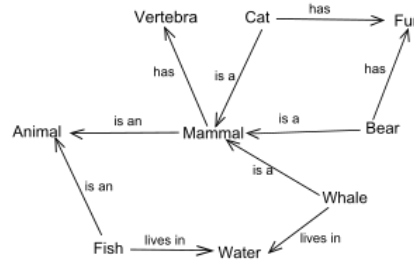 Vertebra
Cat
has
Fur
has
is a
has
Animal
is an
Mammal
is a
Bear
is an
is a
Whale
Fish
lives in
Water
lives in